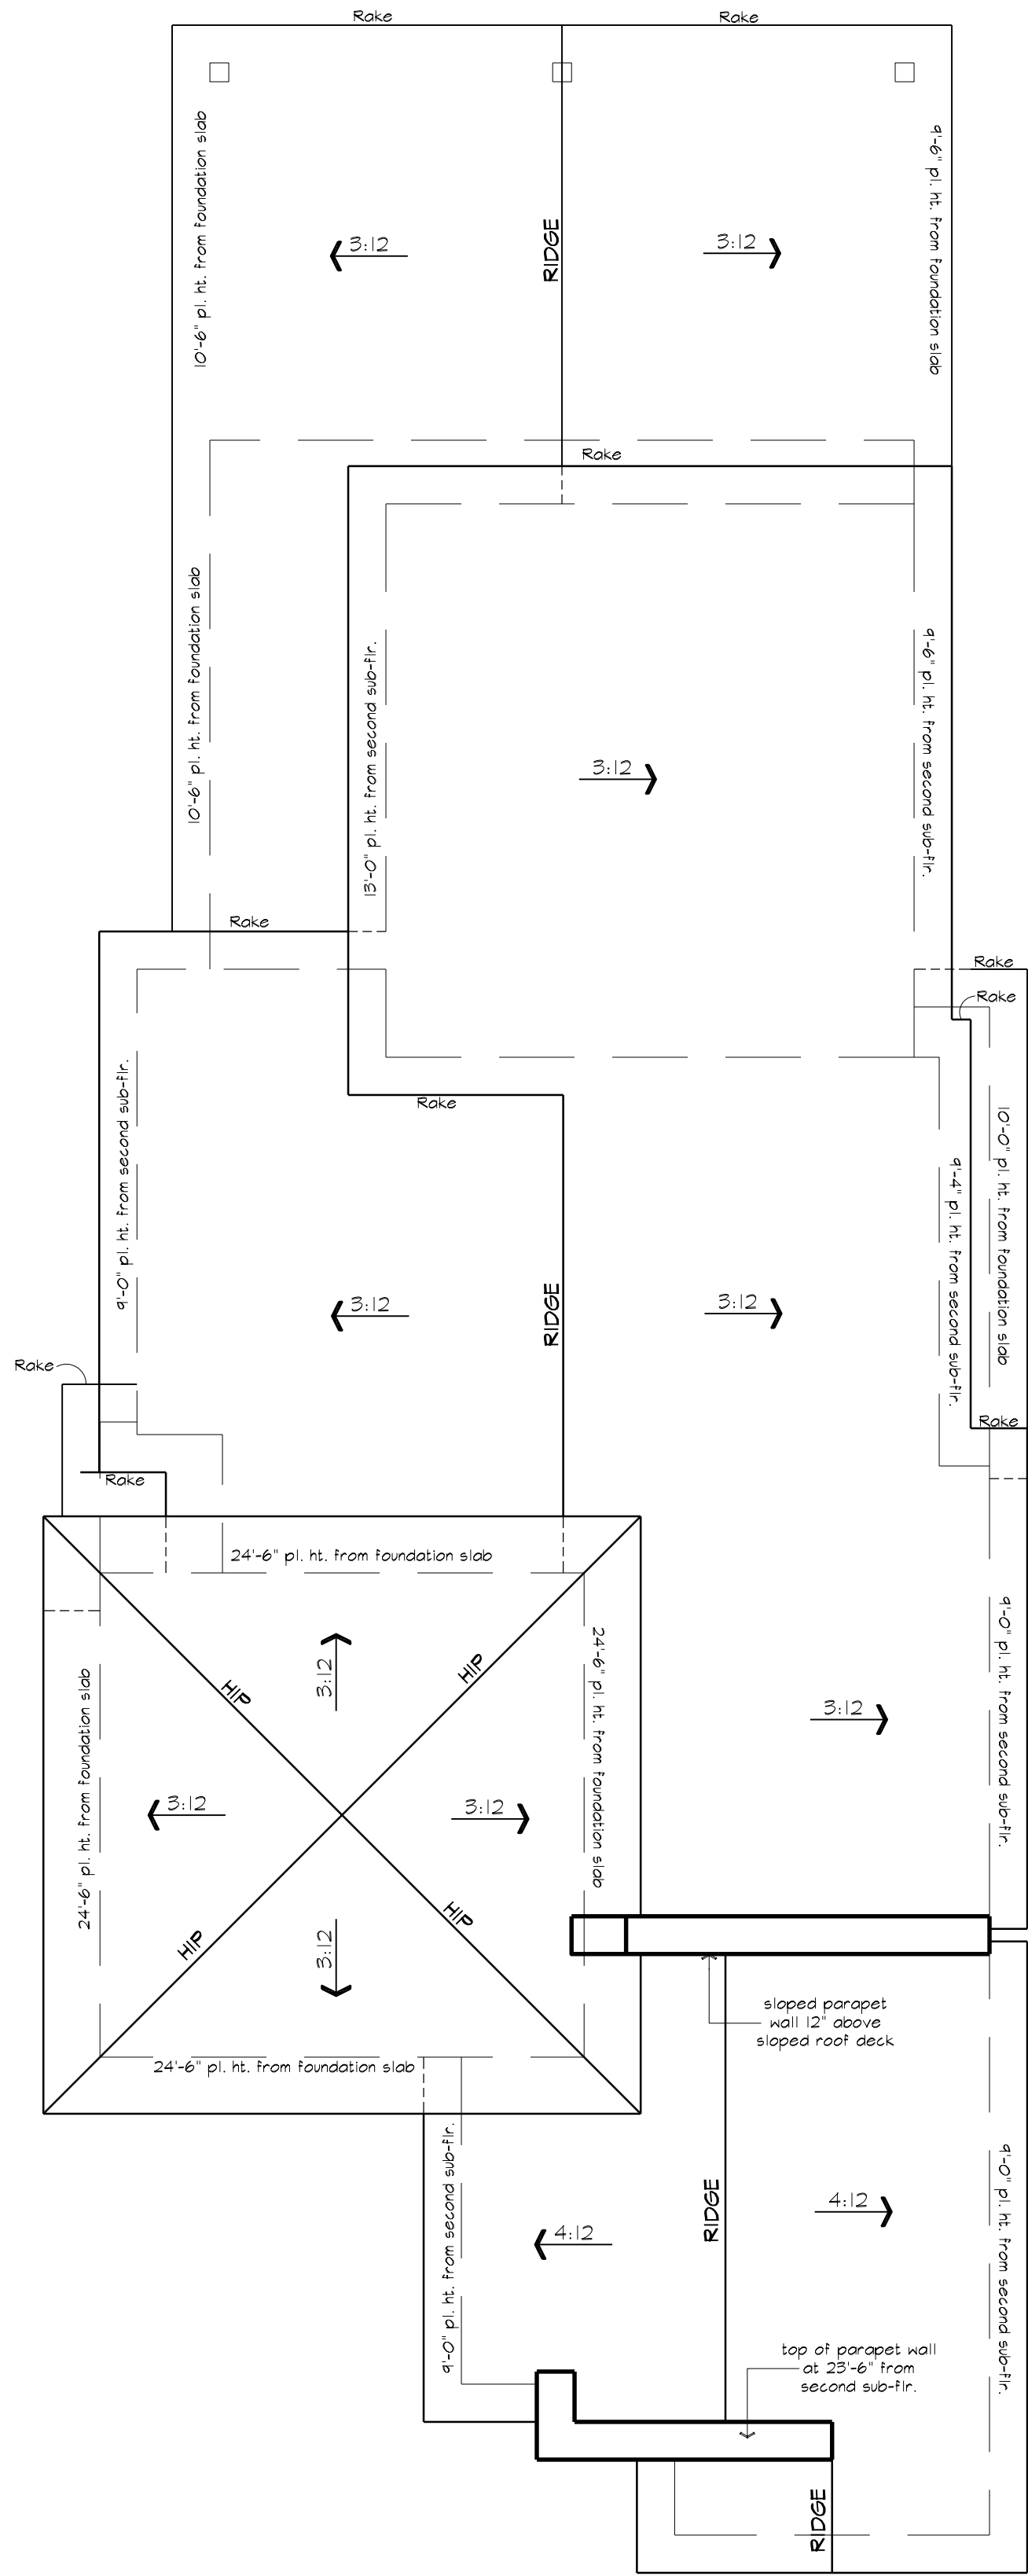 Rake
Rake
10'-6" pl. ht. from foundation slab
9'-6" pl. ht. from foundation slab
RIDGE
3:12
3:12
Rake
10'-6" pl. ht. from foundation slab
13'-0" pl. ht. from second sub-flr.
9'-6" pl. ht. from second sub-flr.
3:12
Rake
Rake
Rake
Rake
9'-0" pl. ht. from second sub-flr.
10'-0" pl. ht. from foundation slab
9'-4" pl. ht. from second sub-flr.
RIDGE
3:12
3:12
Rake
Rake
Rake
24'-6" pl. ht. from foundation slab
24'-6" pl. ht. from foundation slab
24'-6" pl. ht. from foundation slab
9'-0" pl. ht. from second sub-flr.
HIP
HIP
3:12
3:12
3:12
3:12
3:12
HIP
HIP
24'-6" pl. ht. from foundation slab
sloped parapet
wall 12" above
sloped roof deck
9'-0" pl. ht. from second sub-flr.
9'-0" pl. ht. from second sub-flr.
RIDGE
4:12
4:12
top of parapet wall
at 23'-6" from
second sub-flr.
RIDGE